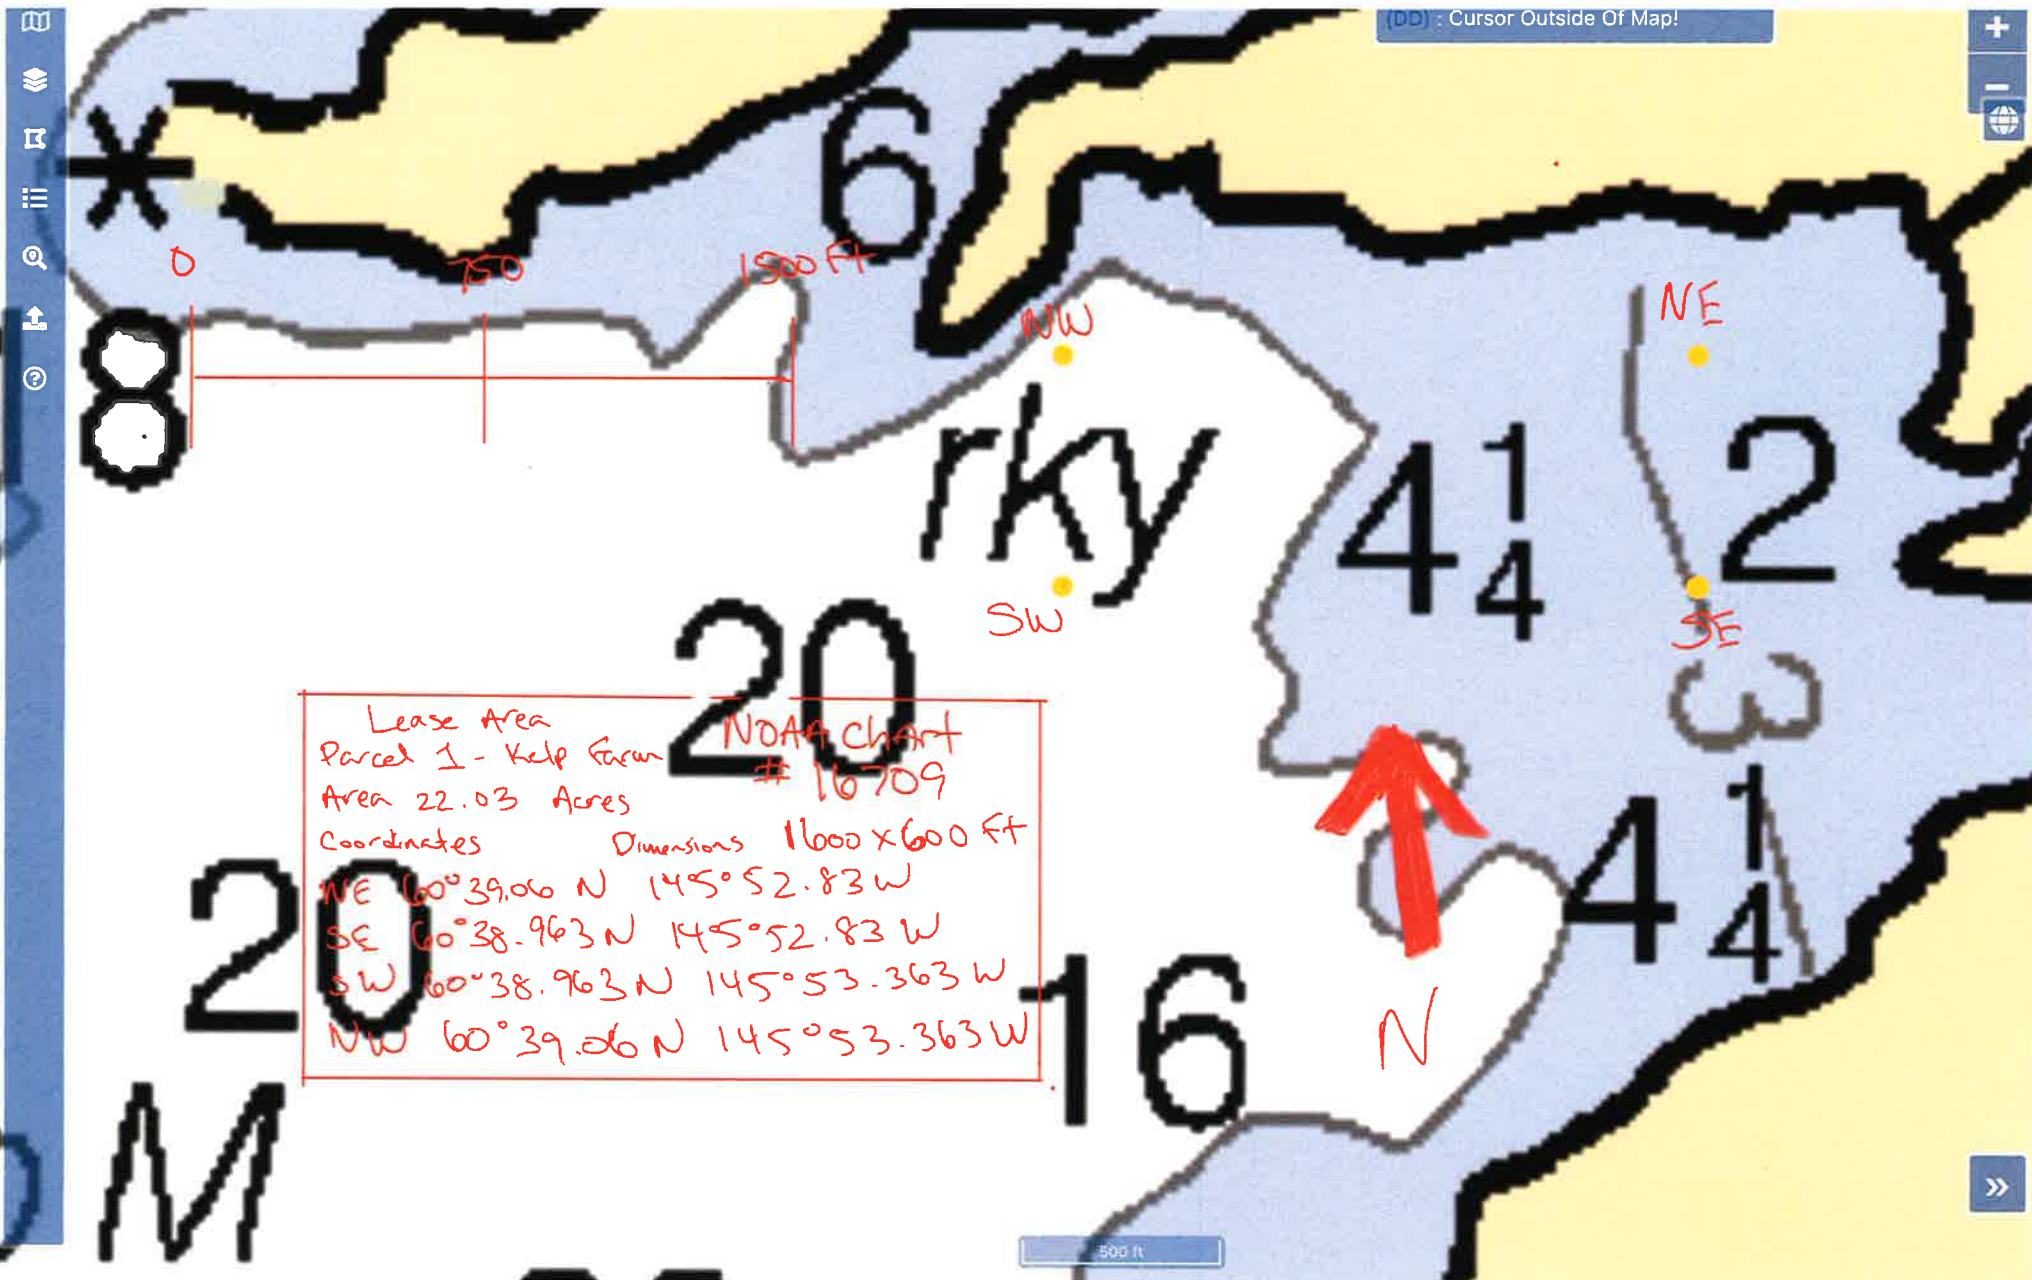 (DD) : Cursor Outside Of Map!
6
0 750 1500 Ft
NW
NE
8
rky
4 1/4
2
SW
SE
20
3
Lease Area
NOAA Chart
Parcel 1 - Kelp Farm
# 16709
Area 22.03 Acres
Coordinates Dimensions 1600 x 600 Ft
NE 60° 39.06 N 145° 52.83 W
SE 60° 38.963 N 145° 52.83 W
SW 60° 38.963 N 145° 53.363 W
NW 60° 39.06 N 145° 53.363 W
20
4 1/4
16
N
M
500 ft